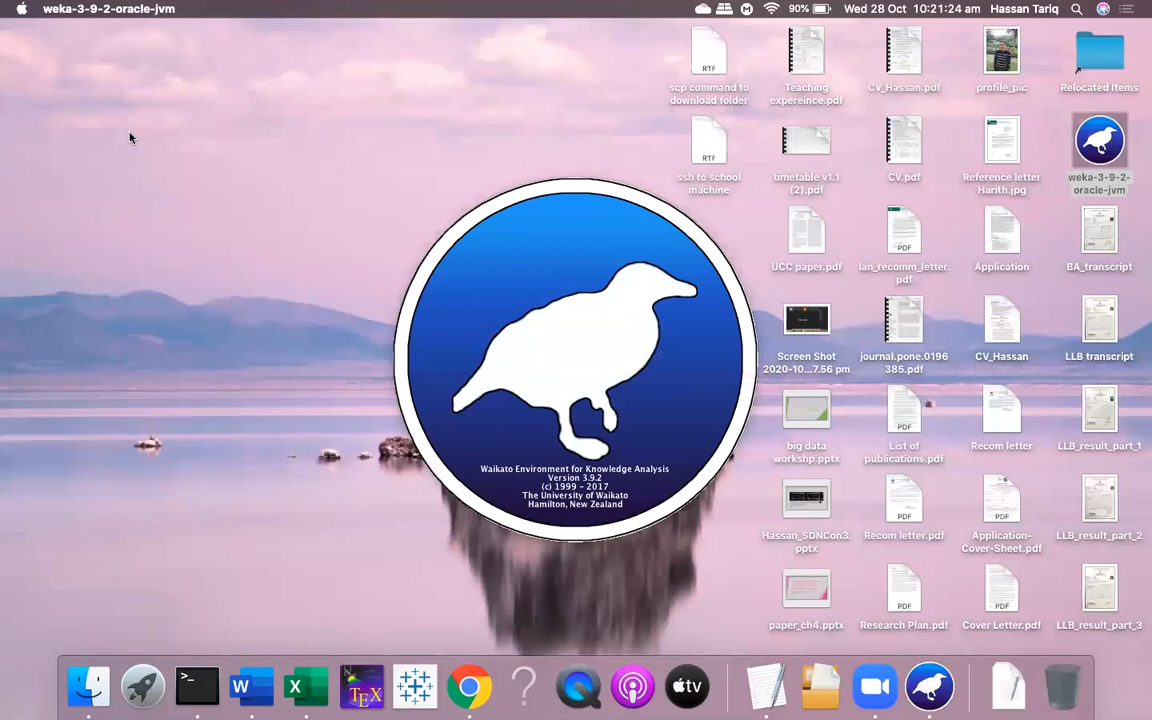 weka-3-9-2-oracle-jvm
90%
Wed 28 Oct 10:21:24 am
Hassan Tariq
RTF
scp command to
download folder
Teaching
expereince.pdf
CV_Hassan.pdf
profile_pic
Relocated Items
RTF
ssh to school
machine
timetable v1.1
(2).pdf
CV.pdf
Reference letter
Harith.jpg
weka-3-9-2-
oracle-jvm
UCC paper.pdf
PDF
Ian_recomm_letter.
pdf
Application
BA_transcript
Screen Shot
2020-10...7.56 pm
journal.pone.0196
385.pdf
CV_Hassan
LLB transcript
big data
workshp.pptx
PDF
List of
publications.pdf
Recom letter
LLB_result_part_1
Hassan_SDNCon3.
pptx
PDF
Recom letter.pdf
PDF
Application-
Cover-Sheet.pdf
LLB_result_part_2
paper_ch4.pptx
PDF
Research Plan.pdf
PDF
Cover Letter.pdf
LLB_result_part_3
Waikato Environment for Knowledge Analysis
Version 3.9.2
(c) 1999 - 2017
The University of Waikato
Hamilton, New Zealand
>_
W
X
TEX
?
tv